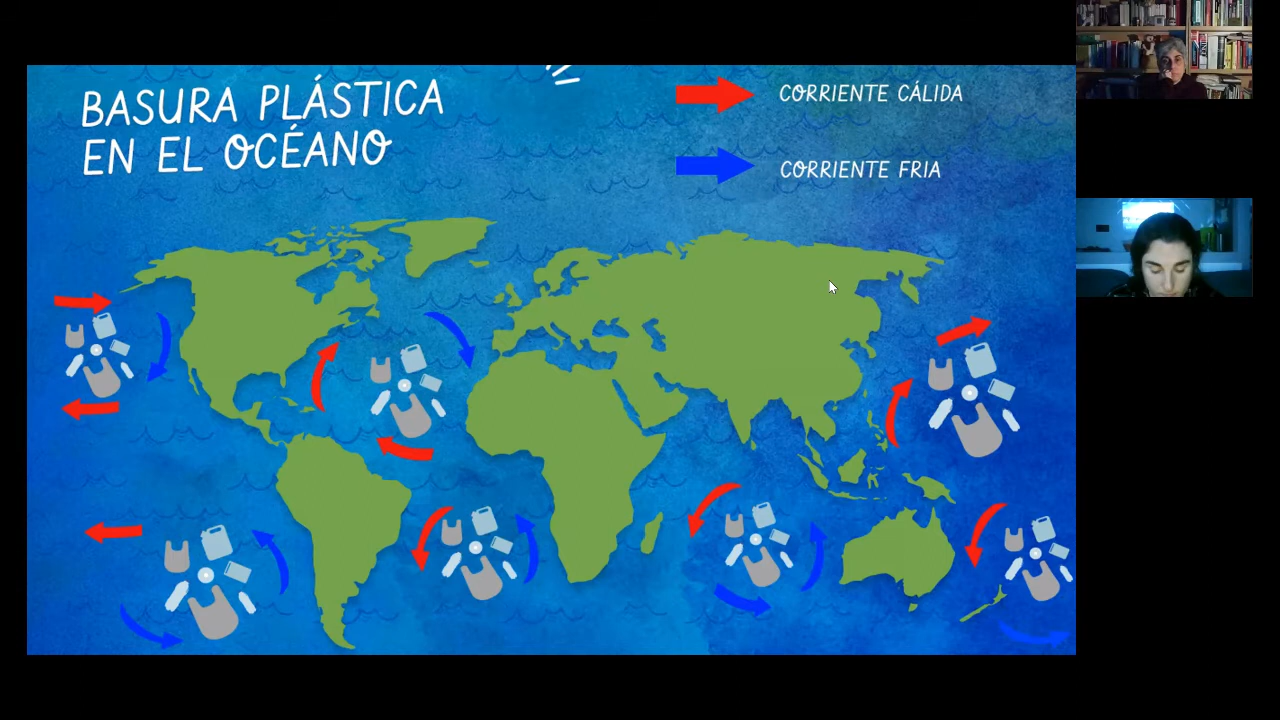 BASURA PLÁSTICA
EN EL OCÉANO
CORRIENTE CÁLIDA
CORRIENTE FRIA